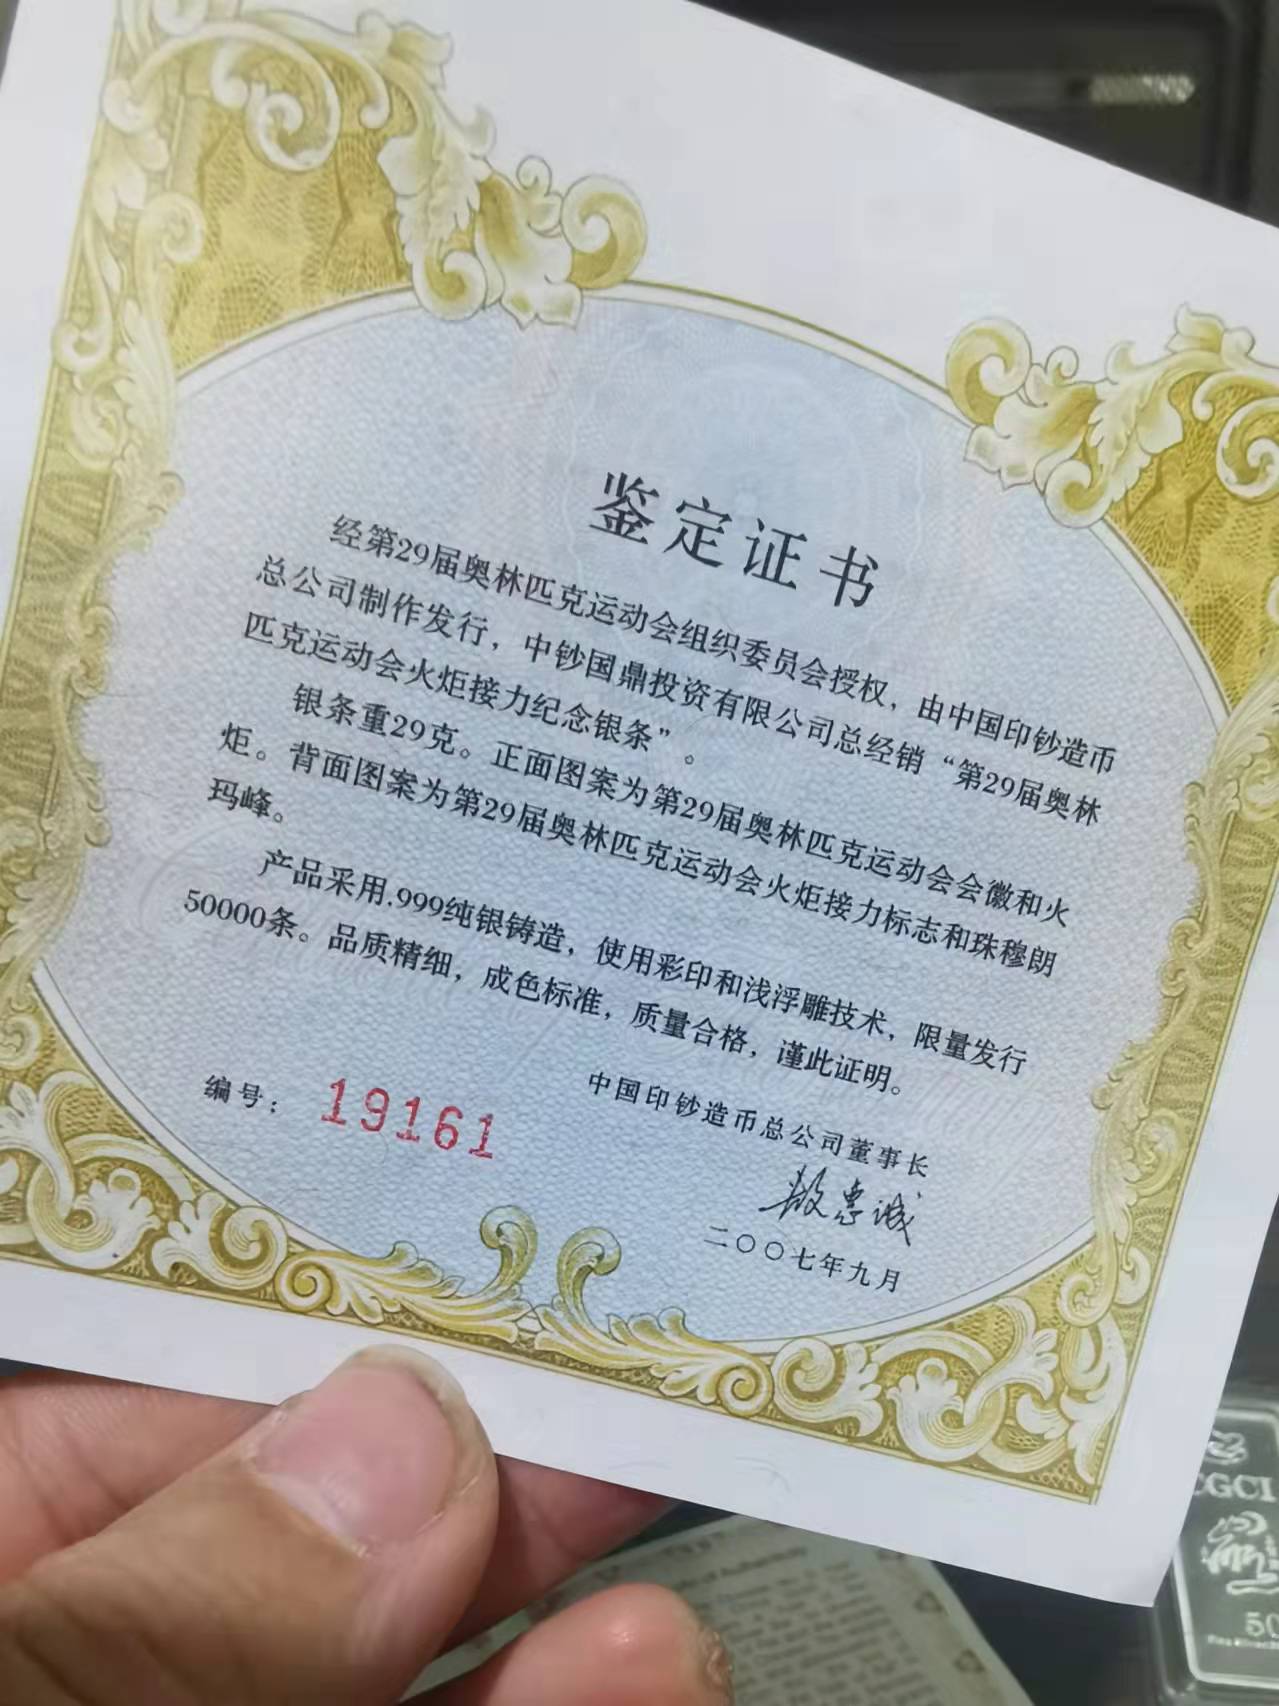 鉴定证书
经第29届奥林匹克运动会组织委员会授权，由中国印钞造币
总公司制作发行，中钞国鼎投资有限公司总经销“第29届奥林
匹克运动会火炬接力纪念银条”。
银条重29克。正面图案为第29届奥林匹克运动会会徽和火
炬。背面图案为第29届奥林匹克运动会火炬接力标志和珠穆朗
玛峰。
产品采用.999纯银铸造，使用彩印和浅浮雕技术，限量发行
50000条。品质精细，成色标准，质量合格，谨此证明。
编号：19161
中国印钞造币总公司董事长
二〇〇七年九月
CGCI